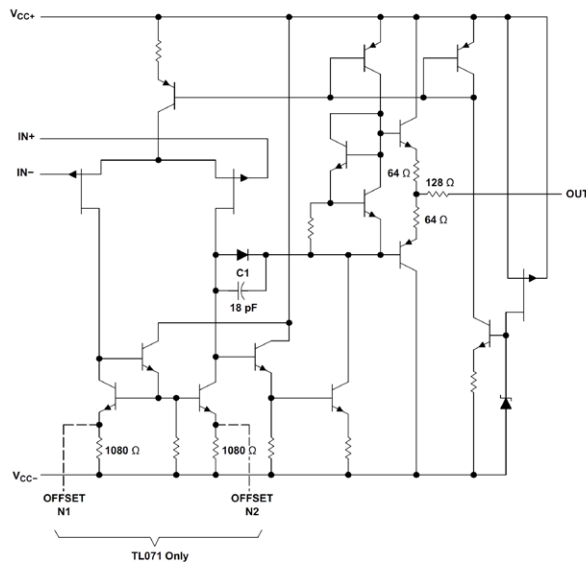 VCC+
IN+
IN−
64 Ω
128 Ω
OUT
64 Ω
C1
18 pF
1080 Ω
1080 Ω
VCC−
OFFSET
N1
OFFSET
N2
TL071 Only